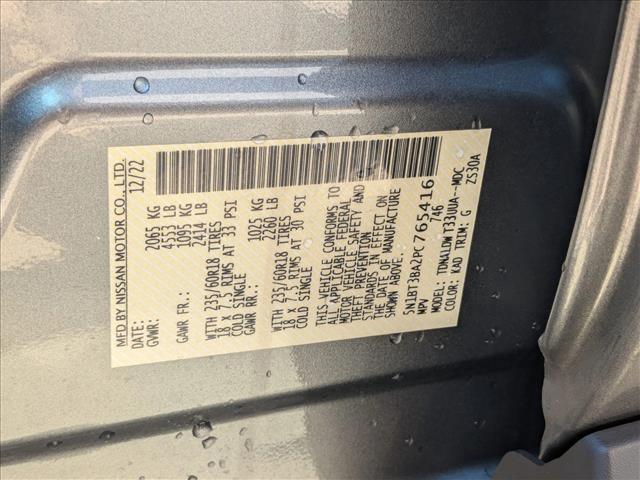 MFD BY NISSAN MOTOR CO., LTD.
DATE: 12/22
GVWR: 2065 KG
4553 LB
GAWR FR.: 1095 KG
2414 LB
WITH 235/60R18 TIRES
18 X 7.5 RIMS AT 33 PSI
COLD SINGLE
GAWR RR.: 1025 KG
2260 LB
WITH 235/60R18 TIRES
18 X 7.5 RIMS AT 30 PSI
COLD SINGLE
THIS VEHICLE CONFORMS TO
ALL APPLICABLE FEDERAL
MOTOR VEHICLE SAFETY AND
THEFT PREVENTION
STANDARDS IN EFFECT ON
THE DATE OF MANUFACTURE
SHOWN ABOVE.
5N1BT3BA2PC765416
MPV 746
MODEL: TDNALDW T33UUA--MDC
COLOR: KAD TRIM: G ZS30A